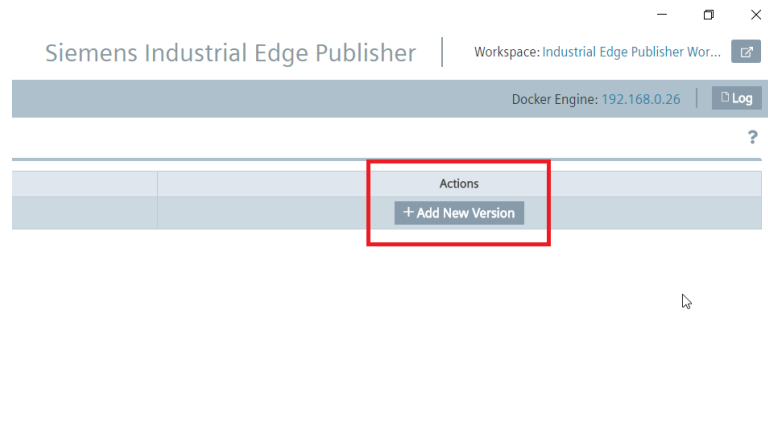 Siemens Industrial Edge Publisher
Workspace: Industrial Edge Publisher Wor...
Docker Engine: 192.168.0.26
Log
?
Actions
+ Add New Version